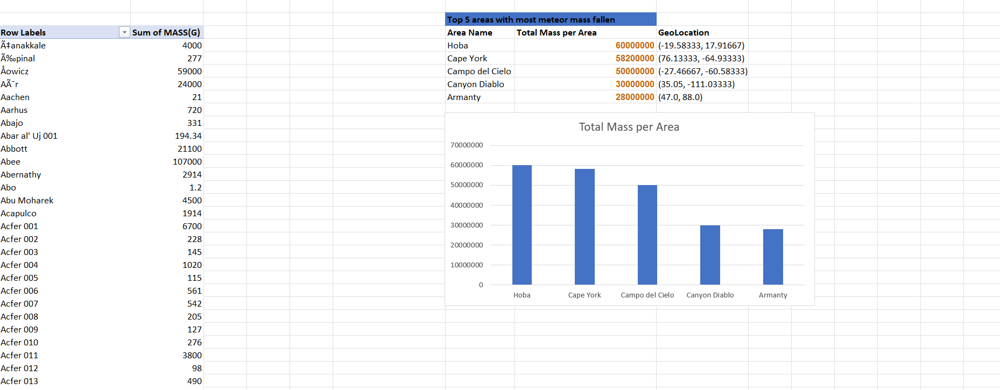 Top 5 areas with most meteor mass fallen
Row Labels Sum of MASS(G) Area Name Total Mass per Area GeoLocation
Ã‡anakkale 4000 Hoba 60000000 (-19.58333, 17.91667)
Ã‰pinal 277 Cape York 58200000 (76.13333, -64.93333)
Åowicz 59000 Campo del Cielo 50000000 (-27.46667, -60.58333)
AÃ¯r 24000 Canyon Diablo 30000000 (35.05, -111.03333)
Aachen 21 Armanty 28000000 (47.0, 88.0)
Aarhus 720
Abajo 331
Abar al' Uj 001 194.34
Abbott 21100
Abee 107000
Abernathy 2914
Abo 1.2
Abu Moharek 4500
Acapulco 1914
Acfer 001 6700
Acfer 002 228
Acfer 003 145
Acfer 004 1020
Acfer 005 115
Acfer 006 561
Acfer 007 542
Acfer 008 205
Acfer 009 127
Acfer 010 276
Acfer 011 3800
Acfer 012 98
Acfer 013 490
Total Mass per Area
70000000
60000000
50000000
40000000
30000000
20000000
10000000
0
Hoba Cape York Campo del Cielo Canyon Diablo Armanty